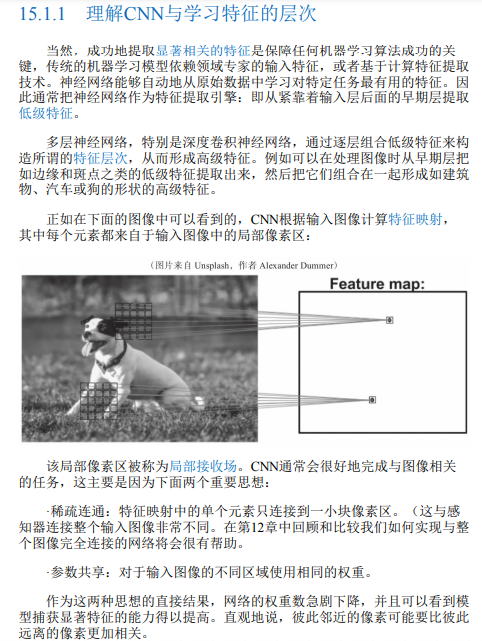 15.1.1 理解CNN与学习特征的层次
当然，成功地提取显著相关的特征是保障任何机器学习算法成功的关
键，传统的机器学习模型依赖领域专家的输入特征，或者基于计算特征提取
技术。神经网络能够自动地从原始数据中学习对特定任务最有用的特征。因
此通常把神经网络作为特征提取引擎：即从紧靠着输入层后面的早期层提取
低级特征。
多层神经网络，特别是深度卷积神经网络，通过逐层组合低级特征来构
造所谓的特征层次，从而形成高级特征。例如可以在处理图像时从早期层把
如边缘和斑点之类的低级特征提取出来，然后把它们组合在一起形成如建筑
物、汽车或狗的形状的高级特征。
正如在下面的图像中可以看到的，CNN根据输入图像计算特征映射，
其中每个元素都来自于输入图像中的局部像素区：
（图片来自 Unsplash，作者 Alexander Dummer）
Feature map:
该局部像素区被称为局部接收场。CNN通常会很好地完成与图像相关
的任务，这主要是因为下面两个重要思想：
·稀疏连通：特征映射中的单个元素只连接到一小块像素区。（这与感
知器连接整个输入图像非常不同。在第12章中回顾和比较我们如何实现与整
个图像完全连接的网络将会很有帮助。
·参数共享：对于输入图像的不同区域使用相同的权重。
作为这两种思想的直接结果，网络的权重数急剧下降，并且可以看到模
型捕获显著特征的能力得以提高。直观地说，彼此邻近的像素可能要比彼此
远离的像素更加相关。